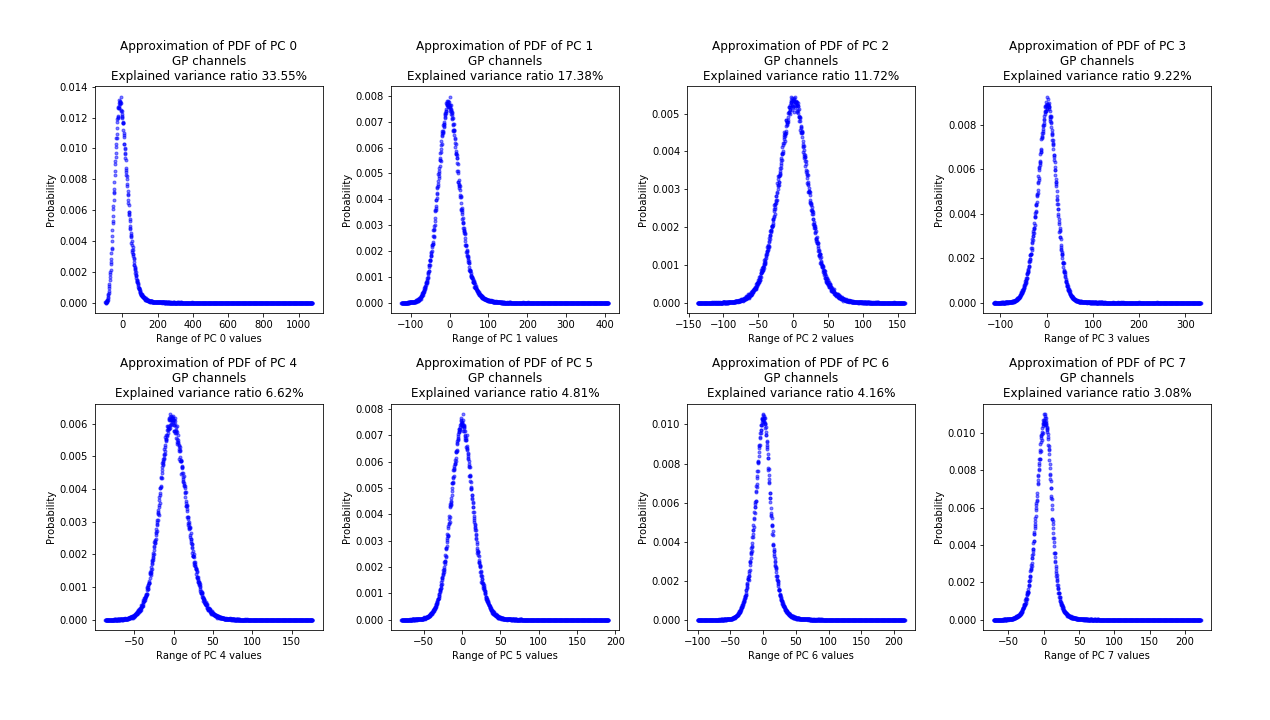 Approximation of PDF of PC 0
GP channels
Explained variance ratio 33.55%
0.014
0.012
0.010
0.008
0.006
0.004
0.002
0.000
Probability
0 200 400 600 800 1000
Range of PC 0 values
Approximation of PDF of PC 1
GP channels
Explained variance ratio 17.38%
0.008
0.007
0.006
0.005
0.004
0.003
0.002
0.001
0.000
Probability
−100 0 100 200 300 400
Range of PC 1 values
Approximation of PDF of PC 2
GP channels
Explained variance ratio 11.72%
0.005
0.004
0.003
0.002
0.001
0.000
Probability
−150 −100 −50 0 50 100 150
Range of PC 2 values
Approximation of PDF of PC 3
GP channels
Explained variance ratio 9.22%
0.008
0.006
0.004
0.002
0.000
Probability
−100 0 100 200 300
Range of PC 3 values
Approximation of PDF of PC 4
GP channels
Explained variance ratio 6.62%
0.006
0.005
0.004
0.003
0.002
0.001
0.000
Probability
−50 0 50 100 150
Range of PC 4 values
Approximation of PDF of PC 5
GP channels
Explained variance ratio 4.81%
0.008
0.007
0.006
0.005
0.004
0.003
0.002
0.001
0.000
Probability
−50 0 50 100 150 200
Range of PC 5 values
Approximation of PDF of PC 6
GP channels
Explained variance ratio 4.16%
0.010
0.008
0.006
0.004
0.002
0.000
Probability
−100 −50 0 50 100 150 200
Range of PC 6 values
Approximation of PDF of PC 7
GP channels
Explained variance ratio 3.08%
0.010
0.008
0.006
0.004
0.002
0.000
Probability
−50 0 50 100 150 200
Range of PC 7 values